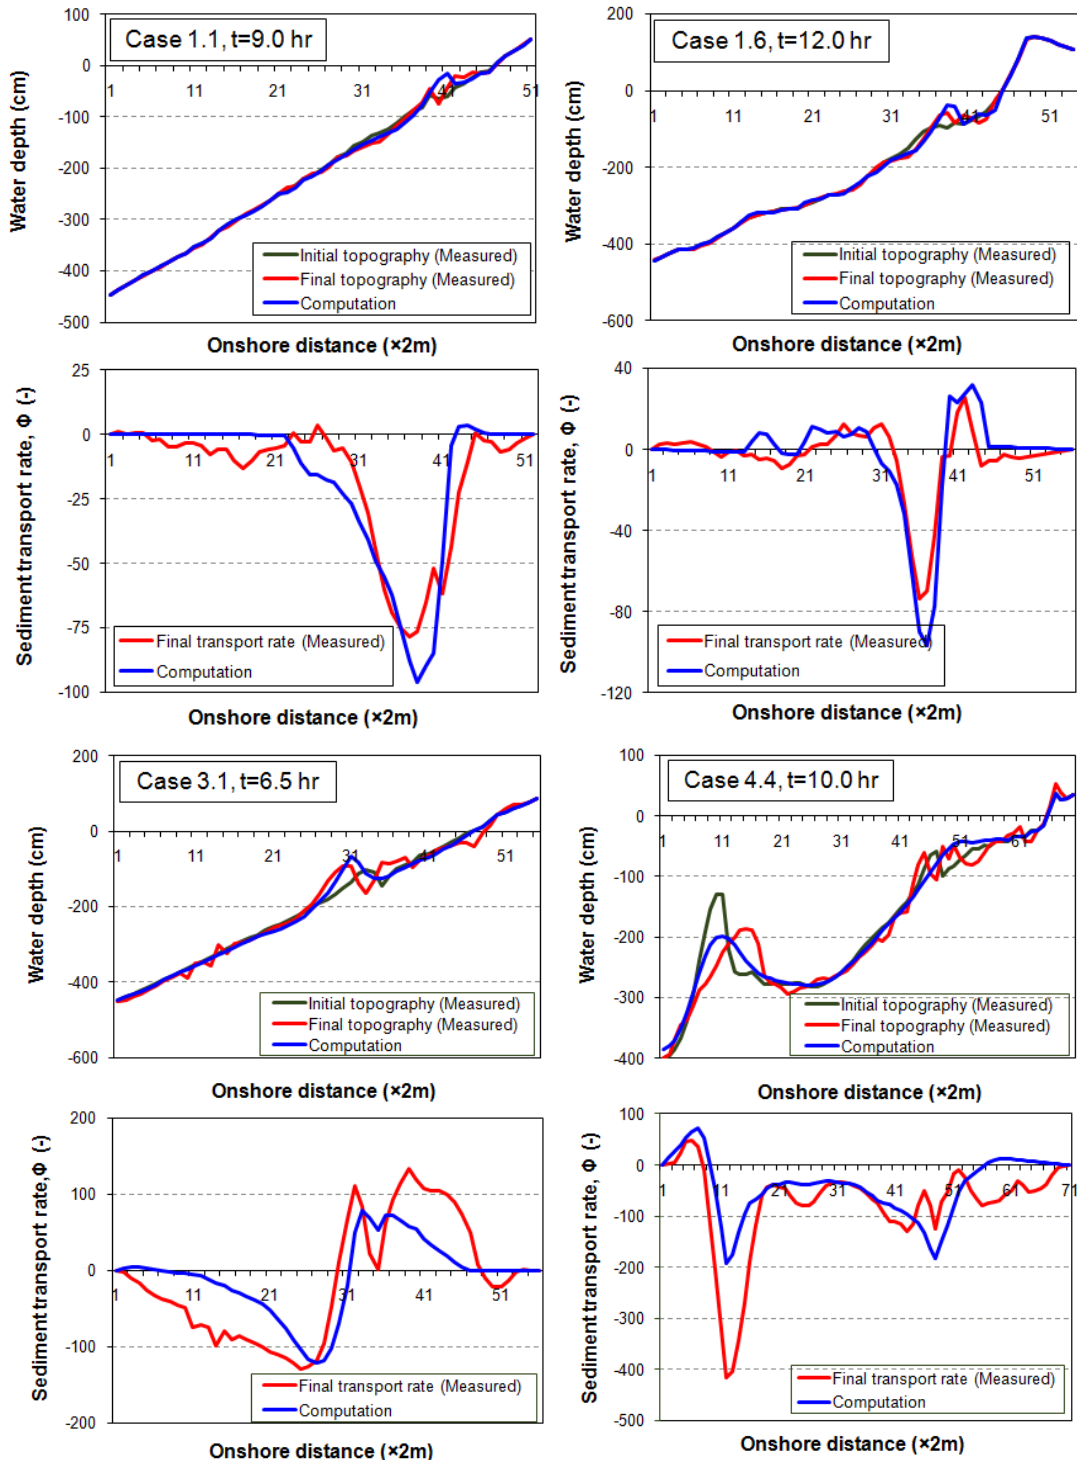 Case 1.1, t=9.0 hr
Water depth (cm)
100
0
-100
-200
-300
-400
-500
1
11
21
31
41
51
Initial topography (Measured)
Final topography (Measured)
Computation
Onshore distance (×2m)
Case 1.6, t=12.0 hr
Water depth (cm)
200
0
-200
-400
-600
1
11
21
31
41
51
Initial topography (Measured)
Final topography (Measured)
Computation
Onshore distance (×2m)
Sediment transport rate, Φ (-)
25
0
-25
-50
-75
-100
1
11
21
31
41
51
Final transport rate (Measured)
Computation
Onshore distance (×2m)
Sediment transport rate, Φ (-)
40
0
-40
-80
-120
1
11
21
31
41
51
Final transport rate (Measured)
Computation
Onshore distance (×2m)
Case 3.1, t=6.5 hr
Water depth (cm)
200
0
-200
-400
-600
1
11
21
31
41
51
Initial topography (Measured)
Final topography (Measured)
Computation
Onshore distance (×2m)
Case 4.4, t=10.0 hr
Water depth (cm)
100
0
-100
-200
-300
-400
1
11
21
31
41
51
61
Initial topography (Measured)
Final topography (Measured)
Computation
Onshore distance (×2m)
Sediment transport rate,Φ (-)
200
100
0
-100
-200
1
11
21
31
41
51
Final transport rate (Measured)
Computation
Onshore distance (×2m)
Sediment transport rate, Φ (-)
100
0
-100
-200
-300
-400
-500
1
11
21
31
41
51
61
71
Final transport rate (Measured)
Computation
Onshore distance (×2m)